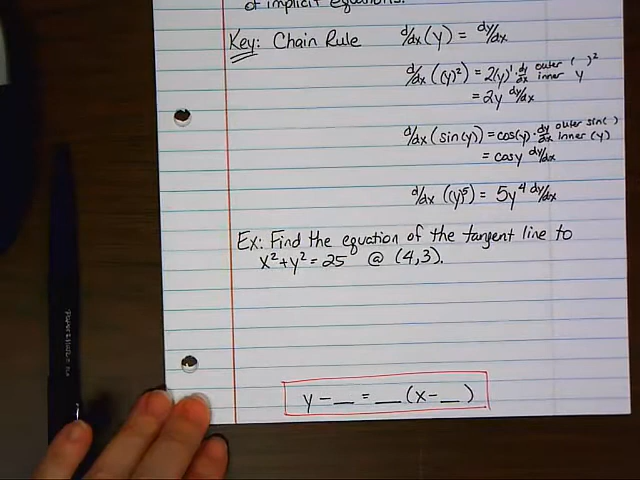 of implicit equations.
Key: Chain Rule d/dx (y) = dy/dx
d/dx ((y)²) = 2(y)¹ · dy/dx outer ( )² inner y
= 2y dy/dx
d/dx (sin(y)) = cos(y) · dy/dx outer sin( ) inner (y)
= cosy dy/dx
d/dx ((y)⁵) = 5y⁴ dy/dx
Ex: Find the equation of the tangent line to
x² + y² = 25 @ (4,3).
y - __ = __ (x - __ )